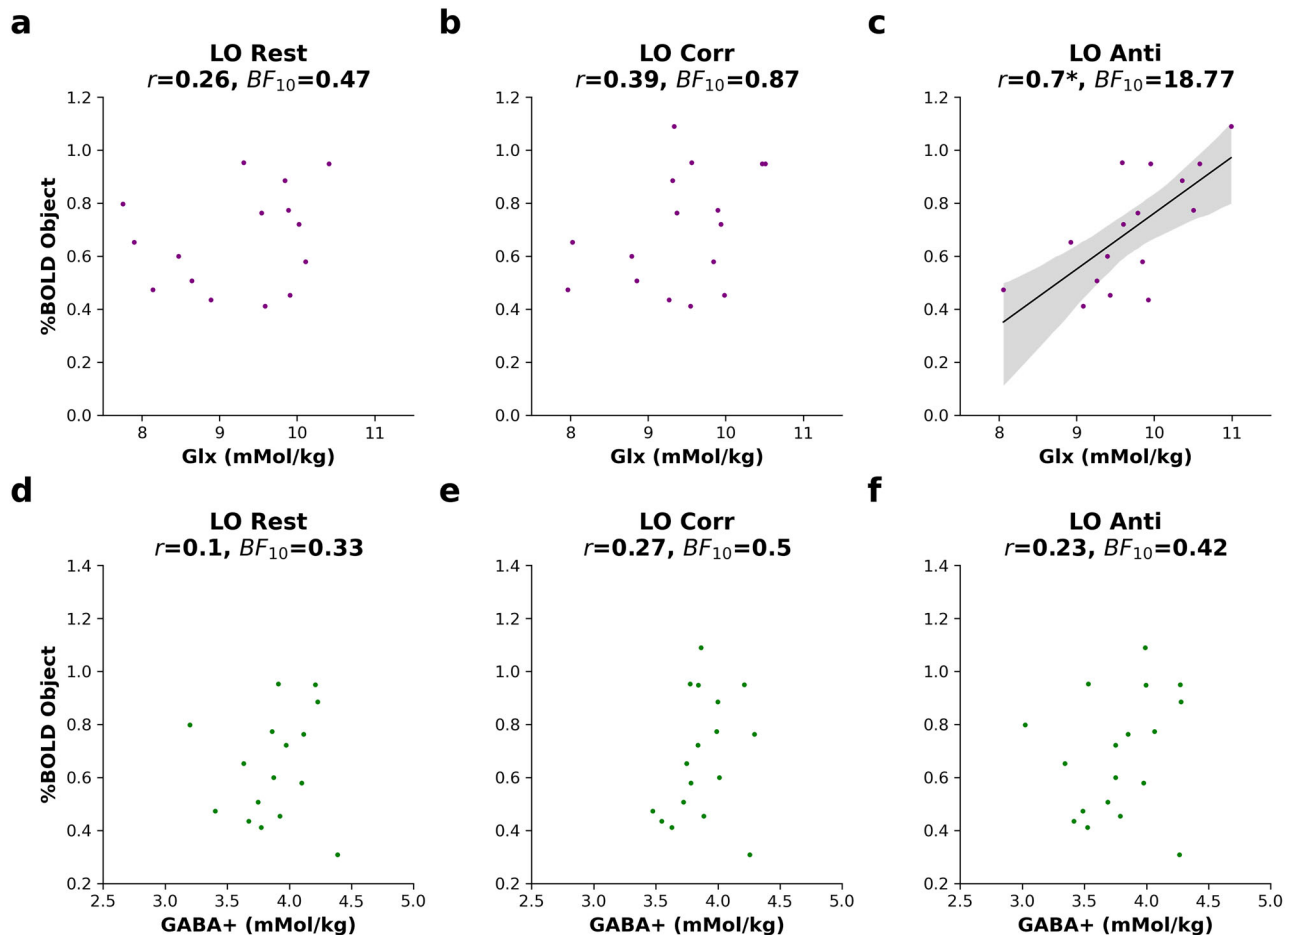 a
LO Rest
r=0.26, BF10=0.47
1.2
1.0
0.8
0.6
0.4
0.2
0.0
%BOLD Object
8 9 10 11
Glx (mMol/kg)
b
LO Corr
r=0.39, BF10=0.87
1.2
1.0
0.8
0.6
0.4
0.2
0.0
8 9 10 11
Glx (mMol/kg)
c
LO Anti
r=0.7*, BF10=18.77
1.2
1.0
0.8
0.6
0.4
0.2
0.0
8 9 10 11
Glx (mMol/kg)
d
LO Rest
r=0.1, BF10=0.33
1.4
1.2
1.0
0.8
0.6
0.4
0.2
%BOLD Object
2.5 3.0 3.5 4.0 4.5 5.0
GABA+ (mMol/kg)
e
LO Corr
r=0.27, BF10=0.5
1.4
1.2
1.0
0.8
0.6
0.4
0.2
2.5 3.0 3.5 4.0 4.5 5.0
GABA+ (mMol/kg)
f
LO Anti
r=0.23, BF10=0.42
1.4
1.2
1.0
0.8
0.6
0.4
0.2
2.5 3.0 3.5 4.0 4.5 5.0
GABA+ (mMol/kg)